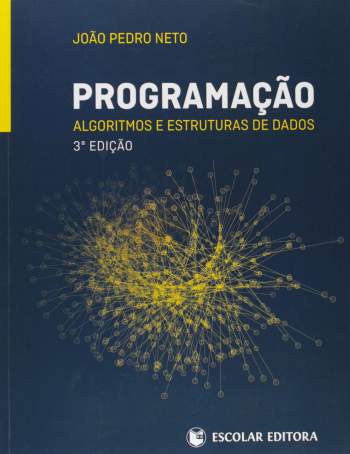 JOÃO PEDRO NETO
PROGRAMAÇÃO
ALGORITMOS E ESTRUTURAS DE DADOS
3ª EDIÇÃO
ESCOLAR EDITORA